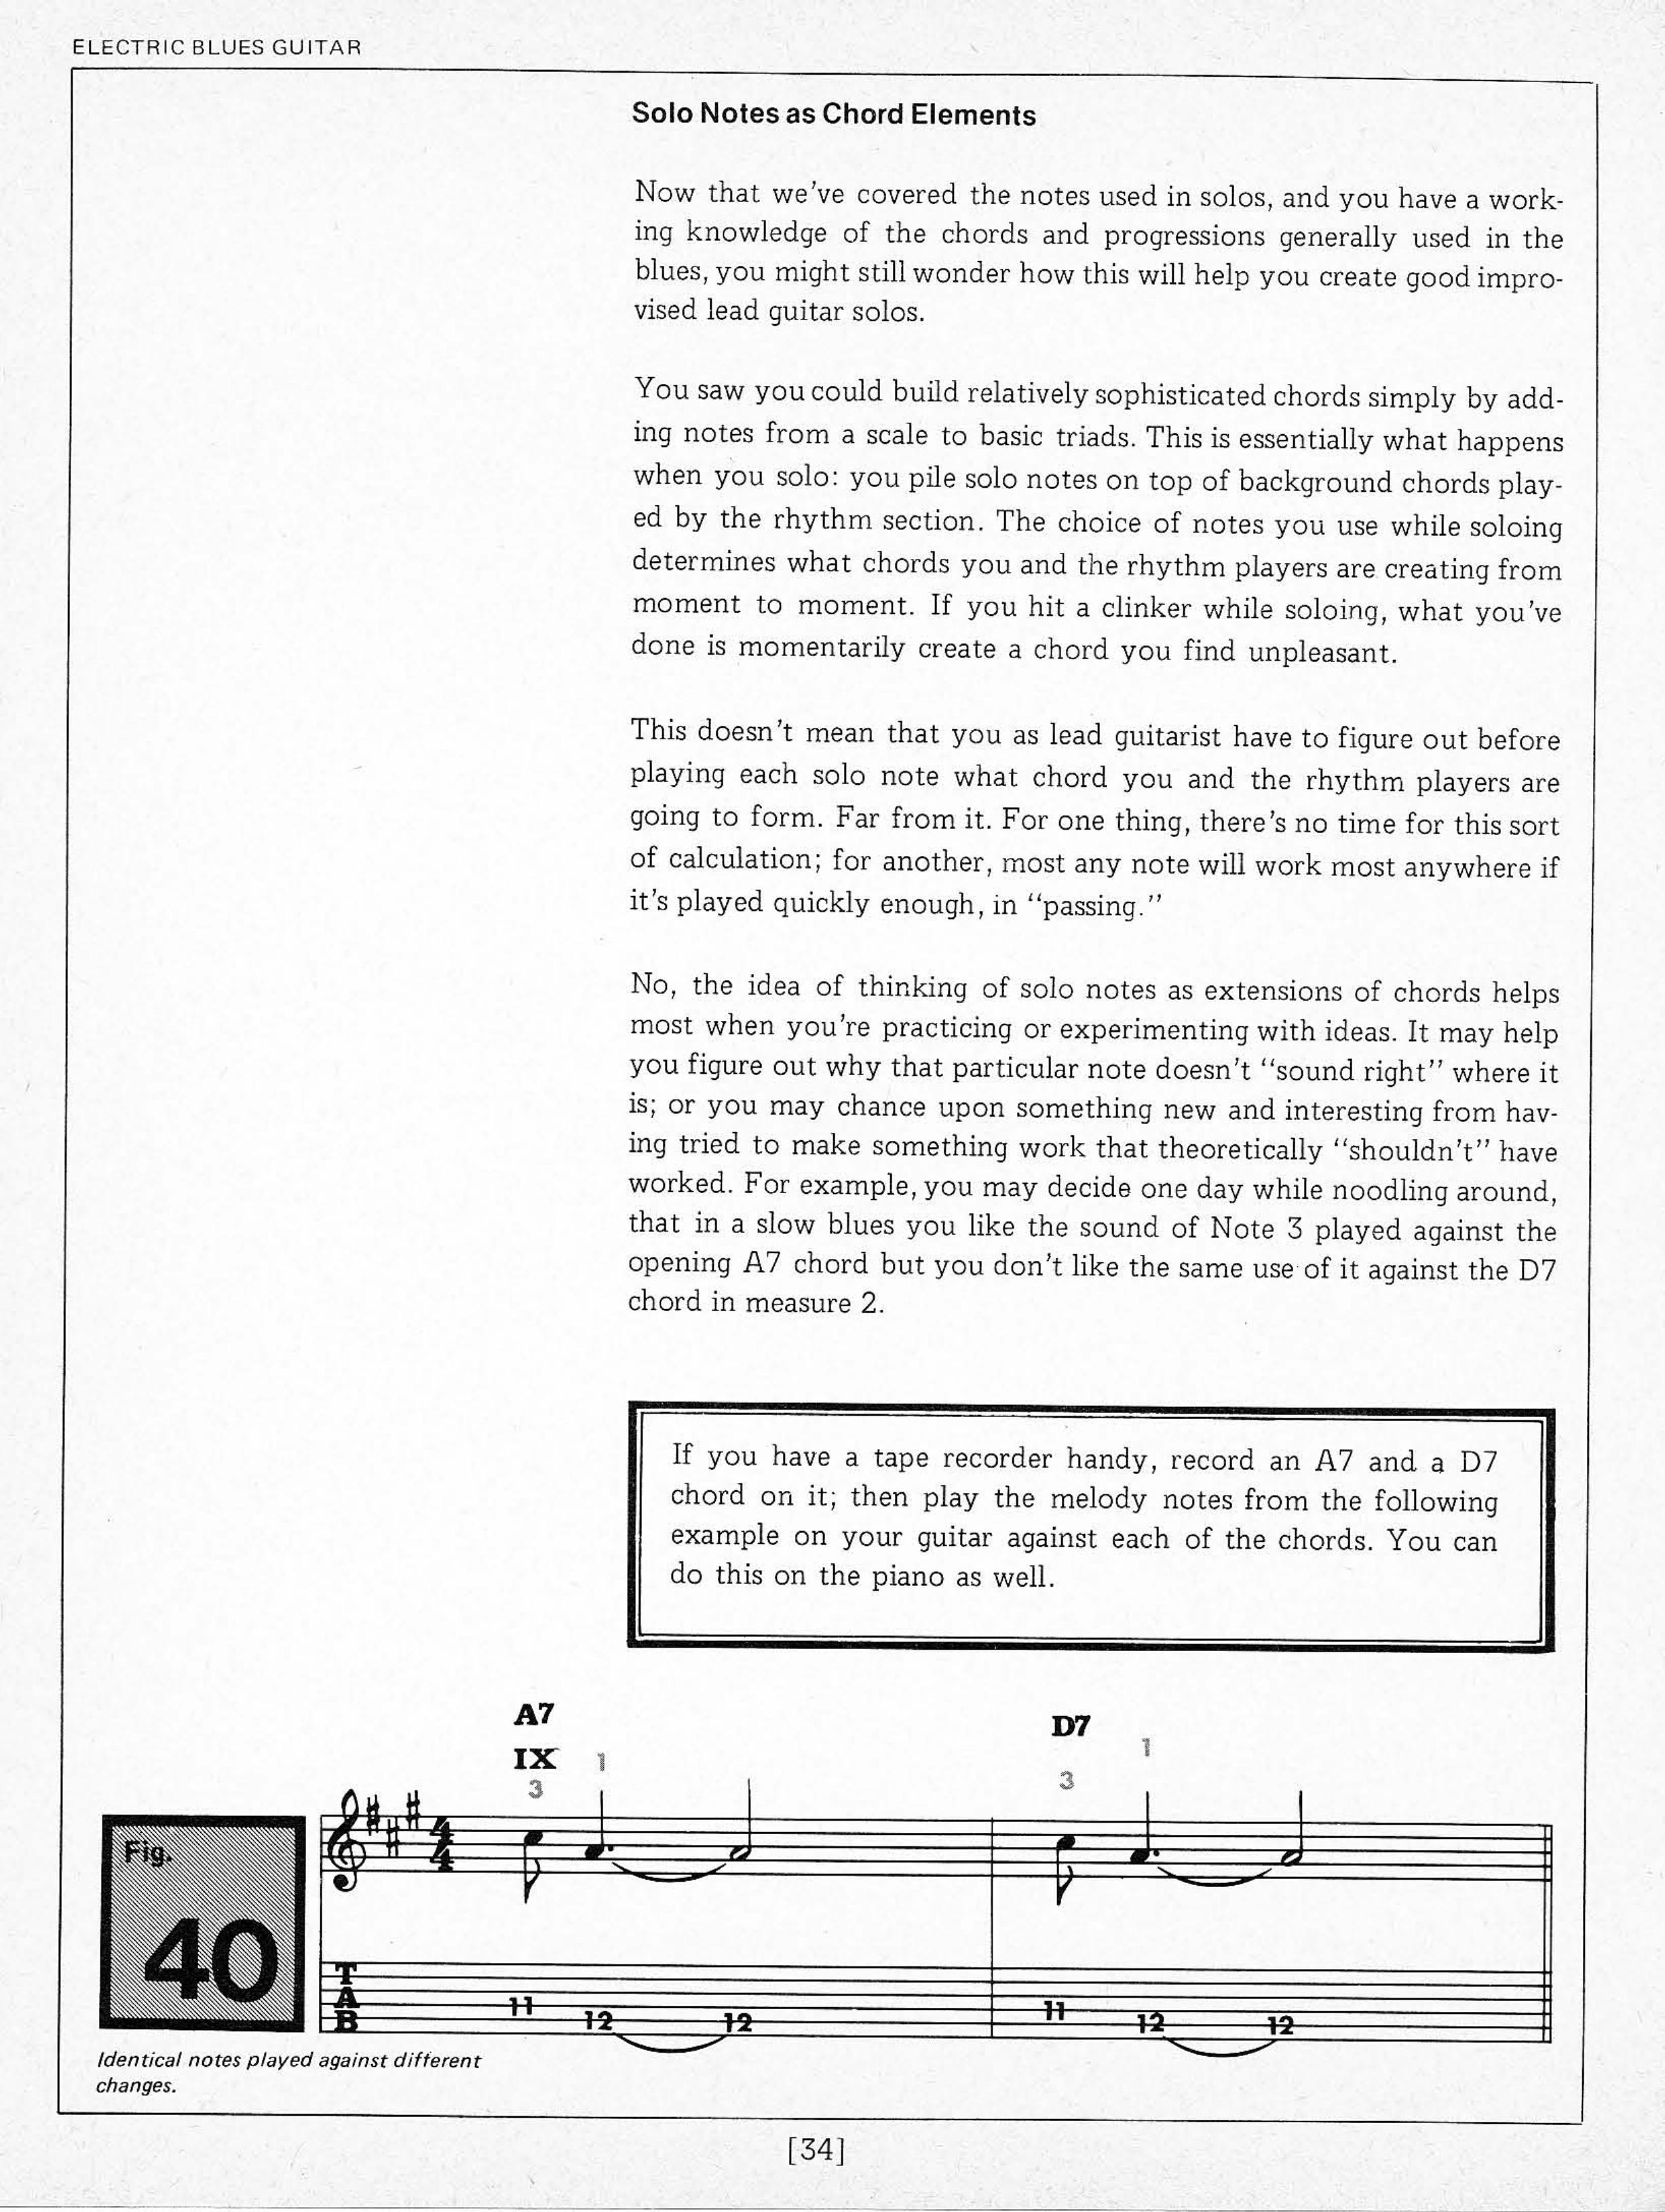 ELECTRIC BLUES GUITAR
Solo Notes as Chord Elements
Now that we've covered the notes used in solos, and you have a work-
ing knowledge of the chords and progressions generally used in the
blues, you might still wonder how this will help you create good impro-
vised lead guitar solos.
You saw you could build relatively sophisticated chords simply by add-
ing notes from a scale to basic triads. This is essentially what happens
when you solo: you pile solo notes on top of background chords play-
ed by the rhythm section. The choice of notes you use while soloing
determines what chords you and the rhythm players are creating from
moment to moment. If you hit a clinker while soloing, what you've
done is momentarily create a chord you find unpleasant.
This doesn't mean that you as lead guitarist have to figure out before
playing each solo note what chord you and the rhythm players are
going to form. Far from it. For one thing, there's no time for this sort
of calculation; for another, most any note will work most anywhere if
it's played quickly enough, in "passing."
No, the idea of thinking of solo notes as extensions of chords helps
most when you're practicing or experimenting with ideas. It may help
you figure out why that particular note doesn't "sound right" where it
is; or you may chance upon something new and interesting from hav-
ing tried to make something work that theoretically "shouldn't" have
worked. For example, you may decide one day while noodling around,
that in a slow blues you like the sound of Note 3 played against the
opening A7 chord but you don't like the same use of it against the D7
chord in measure 2.
If you have a tape recorder handy, record an A7 and a D7
chord on it; then play the melody notes from the following
example on your guitar against each of the chords. You can
do this on the piano as well.
A7 D7
IX 1 1
3 3
4
4
Fig.
40
T
A
B
11 12 12 11 12 12
Identical notes played against different
changes.
[34]